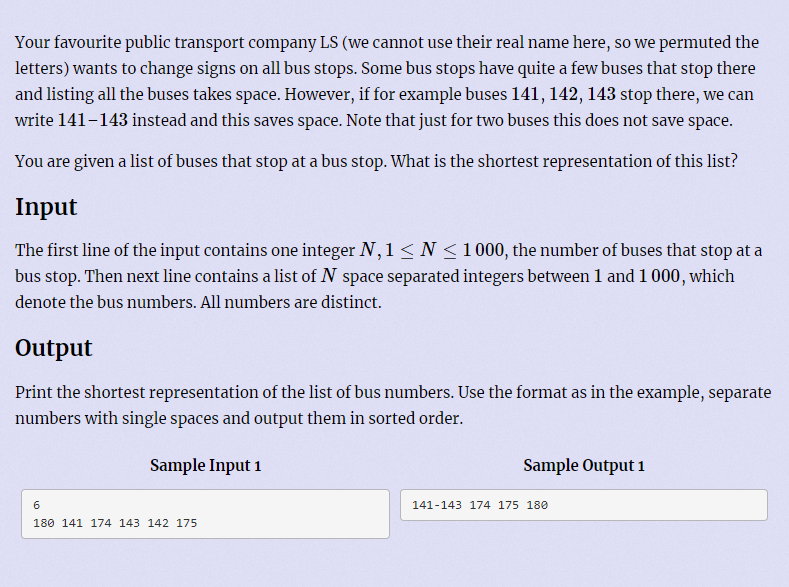 Your favourite public transport company LS (we cannot use their real name here, so we permuted the
letters) wants to change signs on all bus stops. Some bus stops have quite a few buses that stop there
and listing all the buses takes space. However, if for example buses 141, 142, 143 stop there, we can
write 141–143 instead and this saves space. Note that just for two buses this does not save space.
You are given a list of buses that stop at a bus stop. What is the shortest representation of this list?
Input
The first line of the input contains one integer N, 1 ≤ N ≤ 1 000, the number of buses that stop at a
bus stop. Then next line contains a list of N space separated integers between 1 and 1 000, which
denote the bus numbers. All numbers are distinct.
Output
Print the shortest representation of the list of bus numbers. Use the format as in the example, separate
numbers with single spaces and output them in sorted order.
Sample Input 1
6
180 141 174 143 142 175
Sample Output 1
141-143 174 175 180